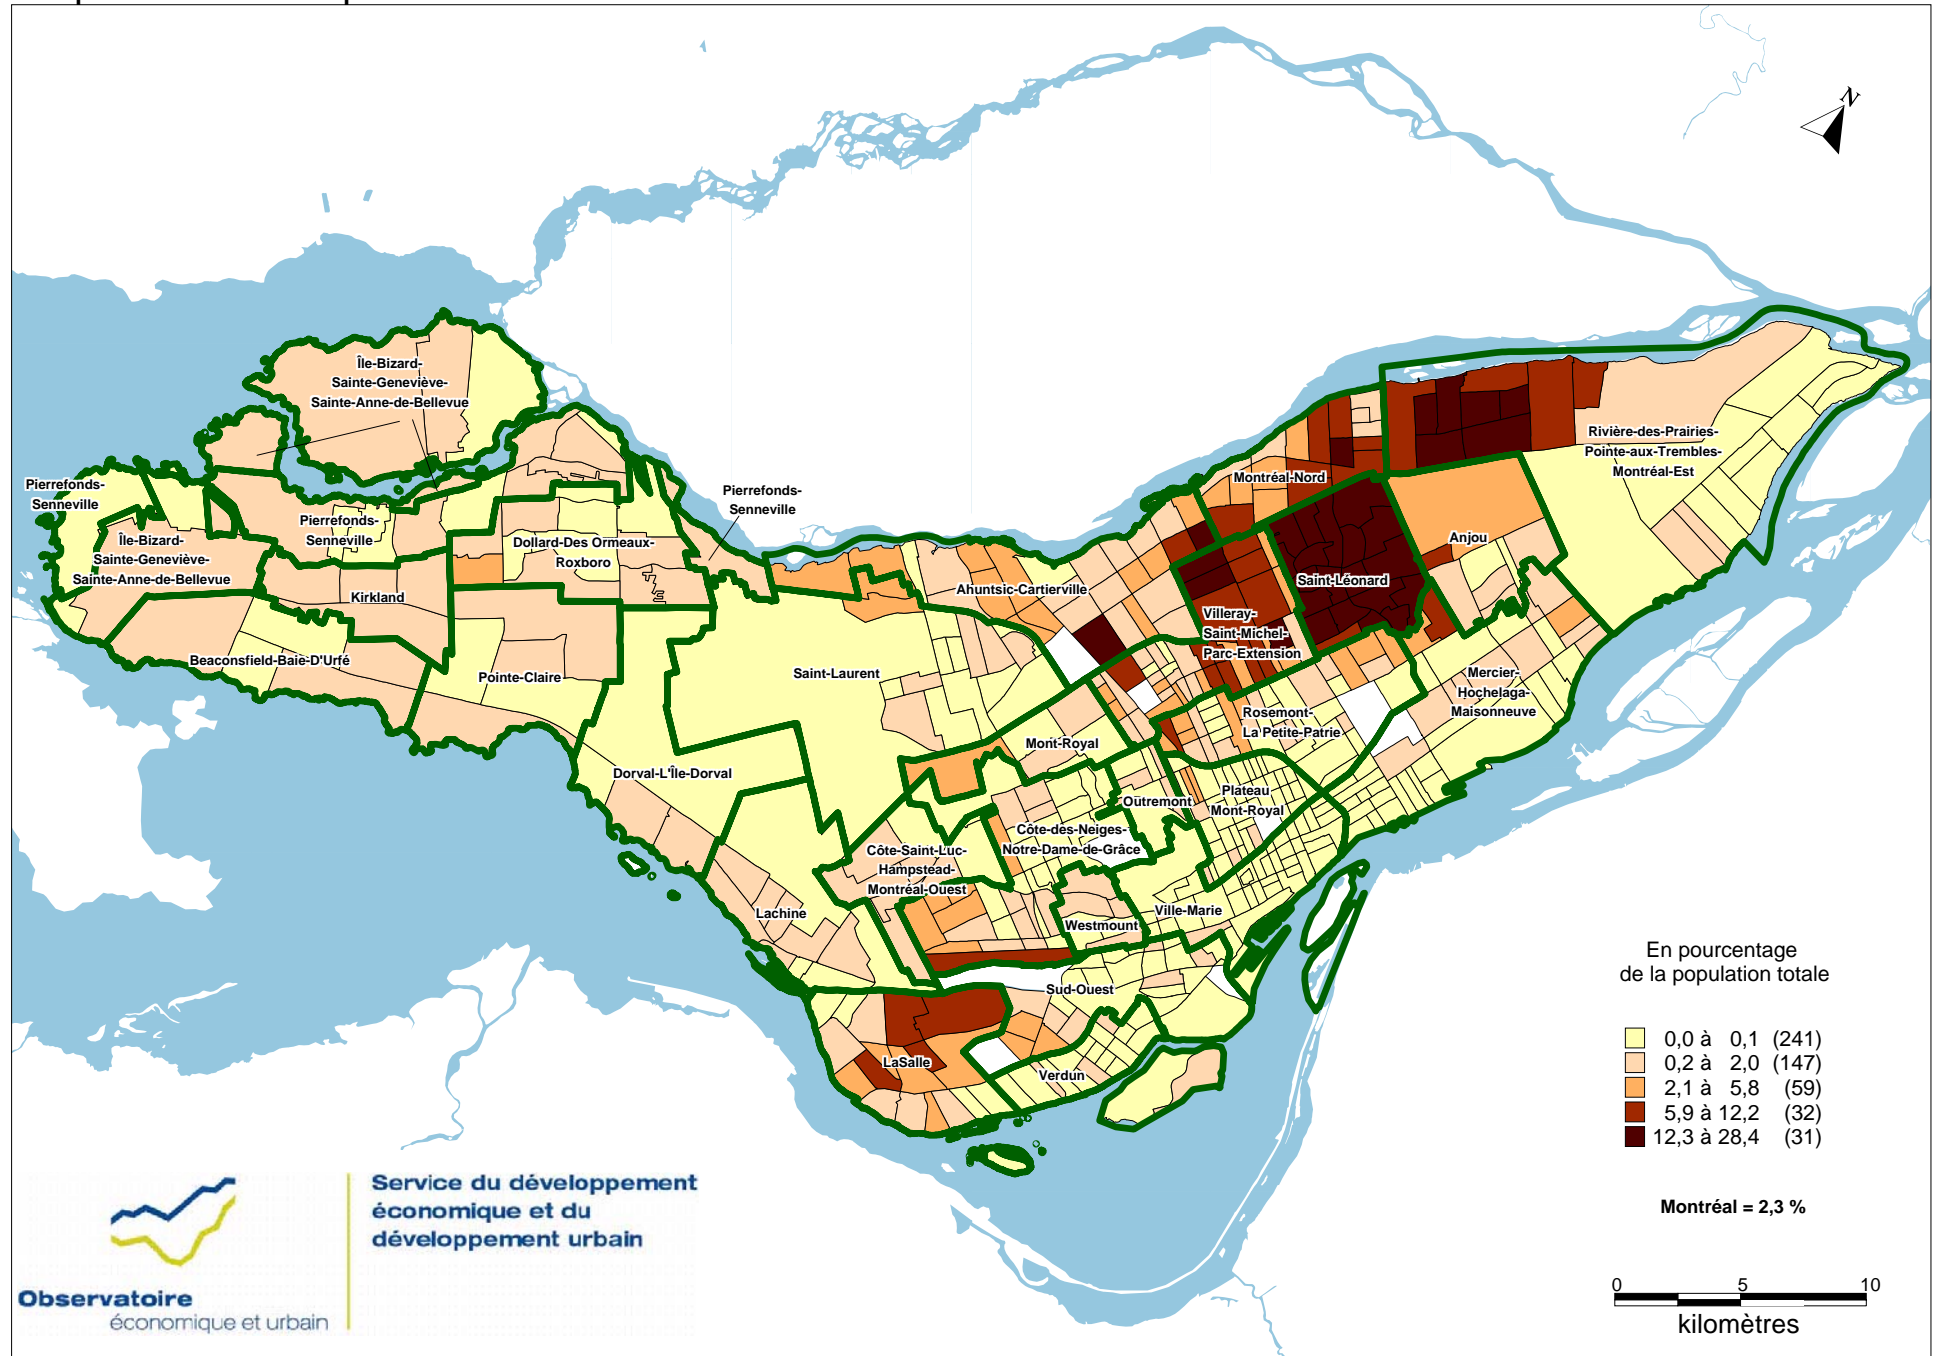 N
Île-Bizard-
Sainte-Geneviève-
Sainte-Anne-de-Bellevue
Pierrefonds-
Senneville
Île-Bizard-
Sainte-Geneviève-
Sainte-Anne-de-Bellevue
Pierrefonds-
Senneville
Pierrefonds-
Senneville
Dollard-Des Ormeaux-
Roxboro
Kirkland
Beaconsfield-Baie-D'Urfé
Pointe-Claire
Saint-Laurent
Ahuntsic-Cartierville
Montréal-Nord
Rivière-des-Prairies-
Pointe-aux-Trembles-
Montréal-Est
Anjou
Saint-Léonard
Villeray-
Saint-Michel-
Parc-Extension
Mercier-
Hochelaga-
Maisonneuve
Rosemont-
La Petite-Patrie
Mont-Royal
Dorval-L'Île-Dorval
Outremont
Plateau
Mont-Royal
Côte-des-Neiges-
Notre-Dame-de-Grâce
Côte-Saint-Luc-
Hampstead-
Montréal-Ouest
Lachine
Westmount
Ville-Marie
Sud-Ouest
LaSalle
Verdun
En pourcentage
de la population totale
0,0 à 0,1 (241)
0,2 à 2,0 (147)
2,1 à 5,8 (59)
5,9 à 12,2 (32)
12,3 à 28,4 (31)
Montréal = 2,3 %
0 5 10
kilomètres
Service du développement
économique et du
développement urbain
Observatoire
économique et urbain